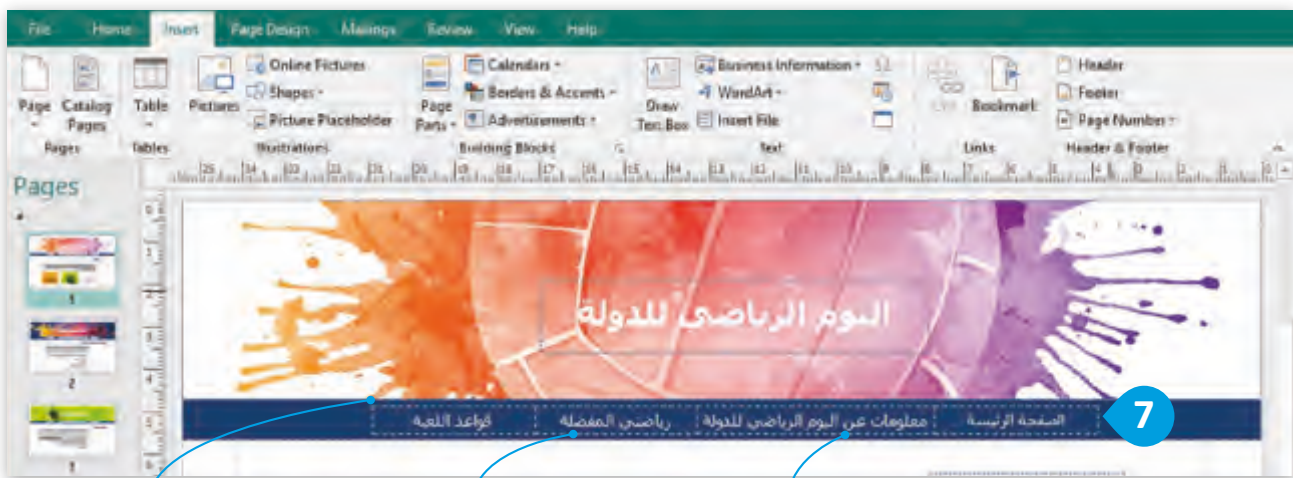 File Home Insert Page Design Mailings Review View Help
Page Catalog Pages Table Pictures Online Pictures Shapes Picture Placeholder Page Parts Calendars Borders & Accents Advertisements Draw Text Box Business Information WordArt Insert File Bookmark Header Footer Page Number
Pages Tables Illustrations Building Blocks Text Links Header & Footer
Pages
اليوم الرياضي للدولة
الصفحة الرئيسة معلومات عن اليوم الرياضي للدولة رياضتي المفضلة قواعد اللعبة
7
1
2
3